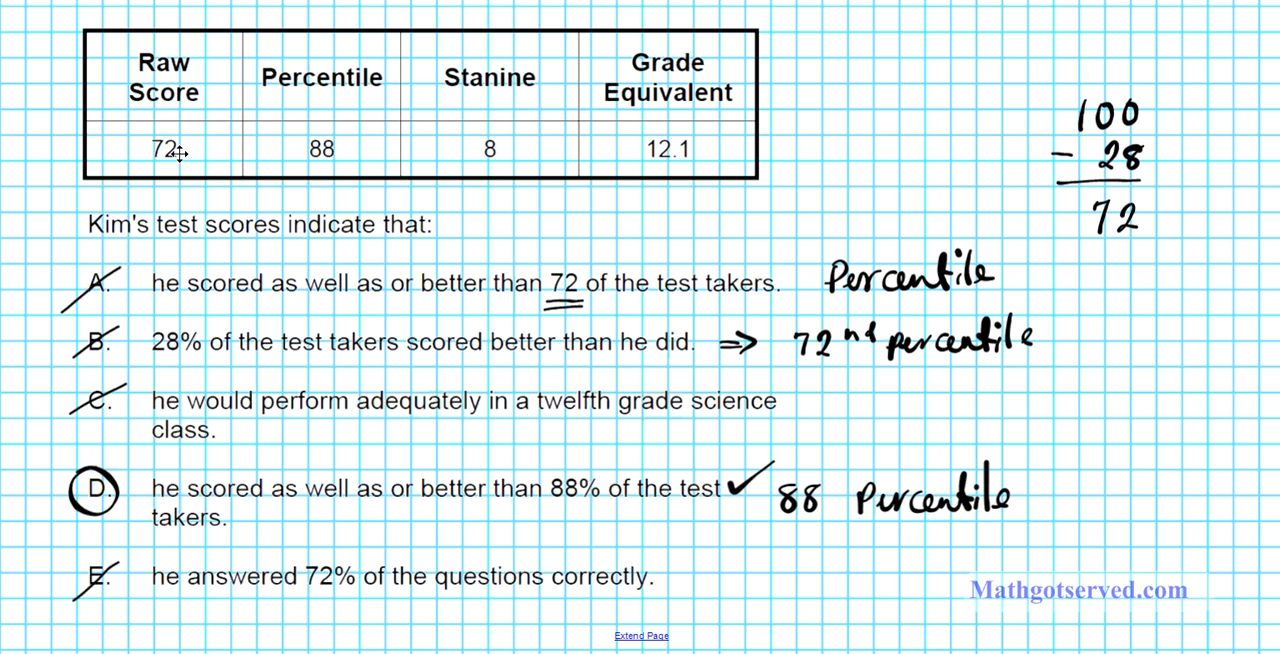 Raw Score Percentile Stanine Grade Equivalent
72 88 8 12.1
100
- 28
72
Kim's test scores indicate that:
A. he scored as well as or better than 72 of the test takers. Percentile
B. 28% of the test takers scored better than he did. => 72nd percentile
C. he would perform adequately in a twelfth grade science
class.
D. he scored as well as or better than 88% of the test ✓ 88 Percentile
takers.
E. he answered 72% of the questions correctly.
Mathgotserved.com
Extend Page